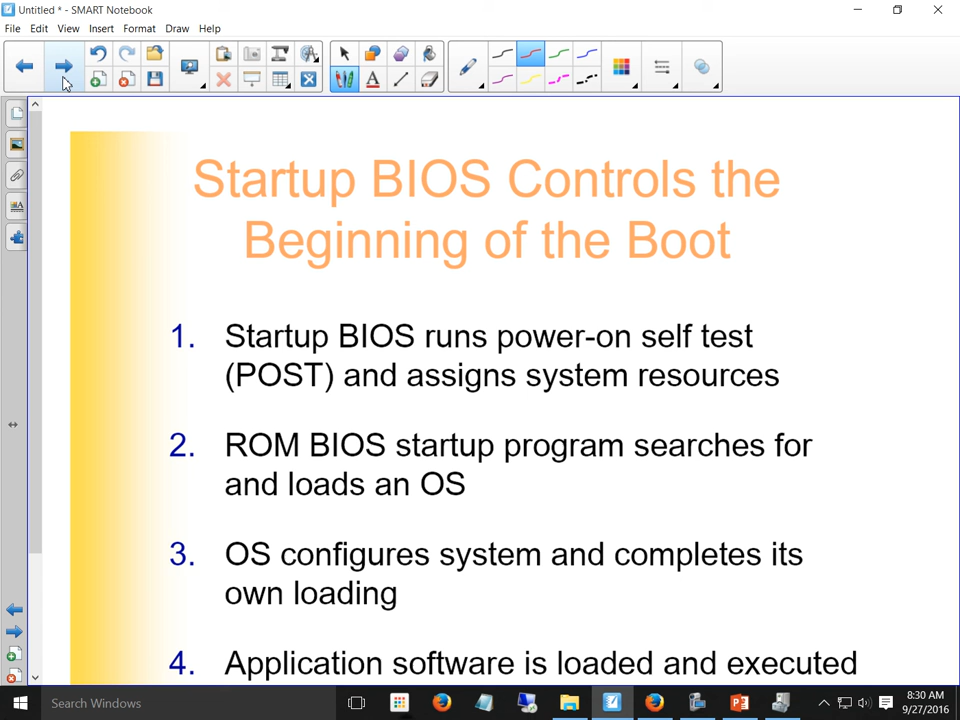 Untitled * - SMART Notebook
File Edit View Insert Format Draw Help
Startup BIOS Controls the
Beginning of the Boot
1. Startup BIOS runs power-on self test
(POST) and assigns system resources
2. ROM BIOS startup program searches for
and loads an OS
3. OS configures system and completes its
own loading
4. Application software is loaded and executed
Search Windows
8:30 AM
9/27/2016